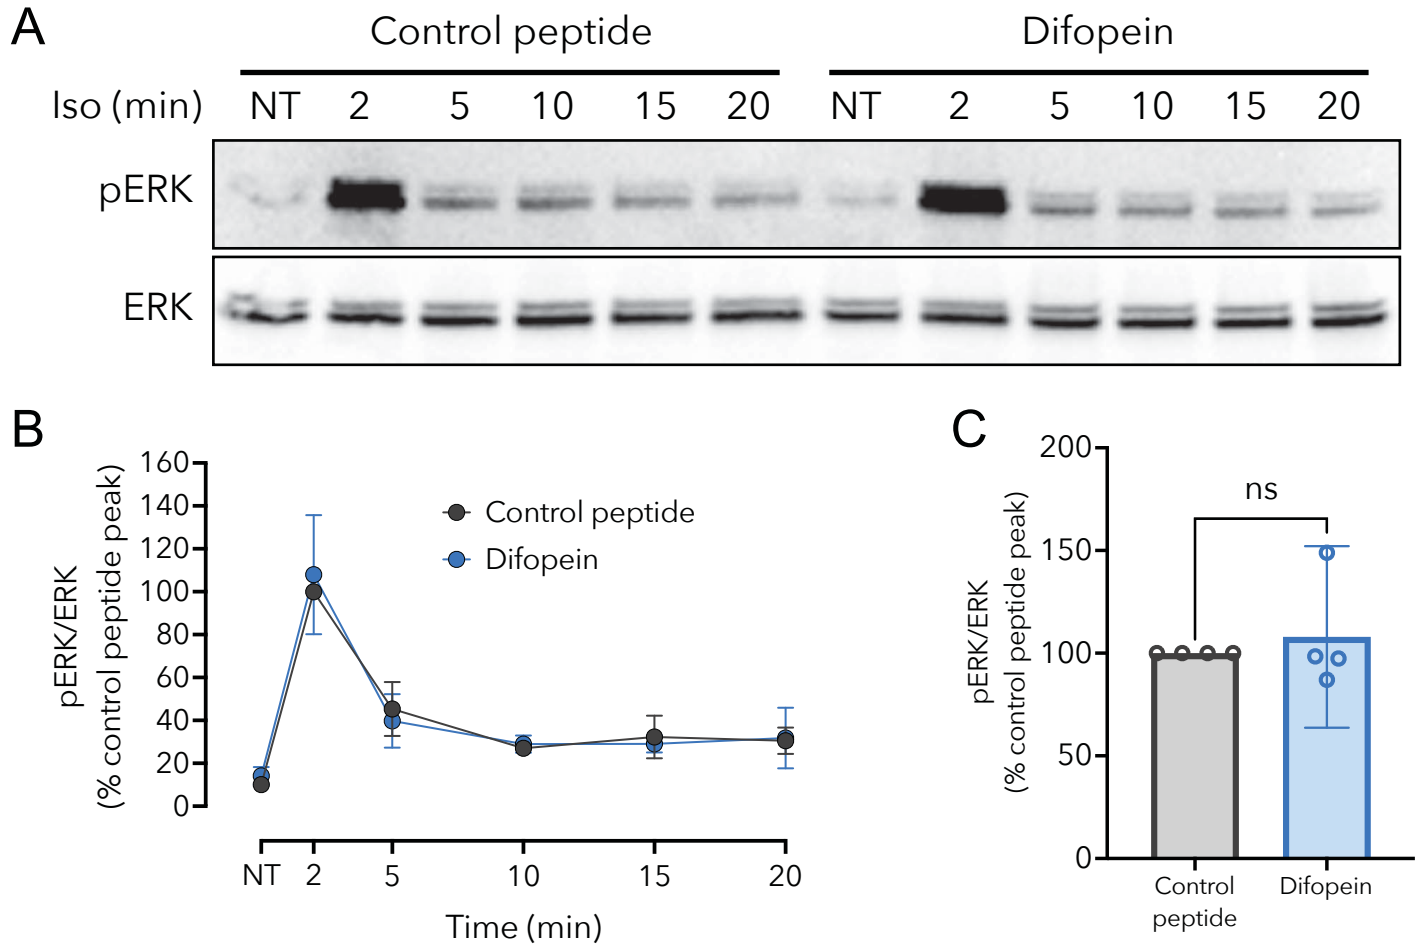 A
Control peptide Difopein
Iso (min) NT 2 5 10 15 20 NT 2 5 10 15 20
pERK
ERK
B
pERK/ERK
(% control peptide peak)
160
140
120
100
80
60
40
20
0
Control peptide
Difopein
NT 2 5 10 15 20
Time (min)
C
pERK/ERK
(% control peptide peak)
200
150
100
50
0
ns
Control
peptide
Difopein